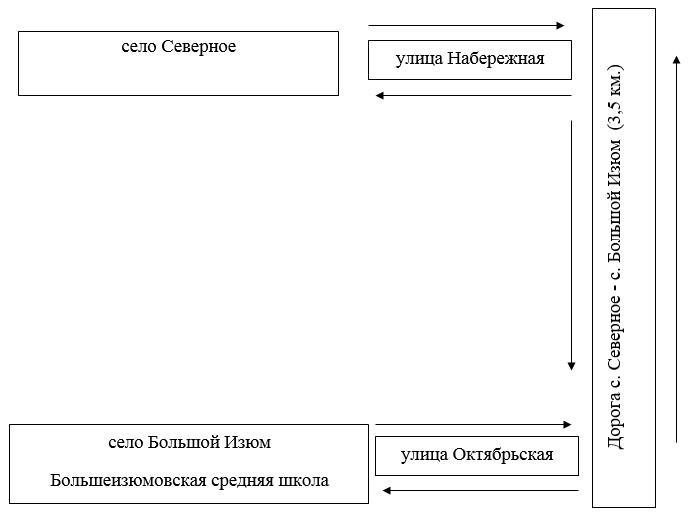 село Северное
улица Набережная
Дорога с. Северное - с. Большой Изюм (3,5 км.)
село Большой Изюм
Большеизюмовская средняя школа
улица Октябрьская